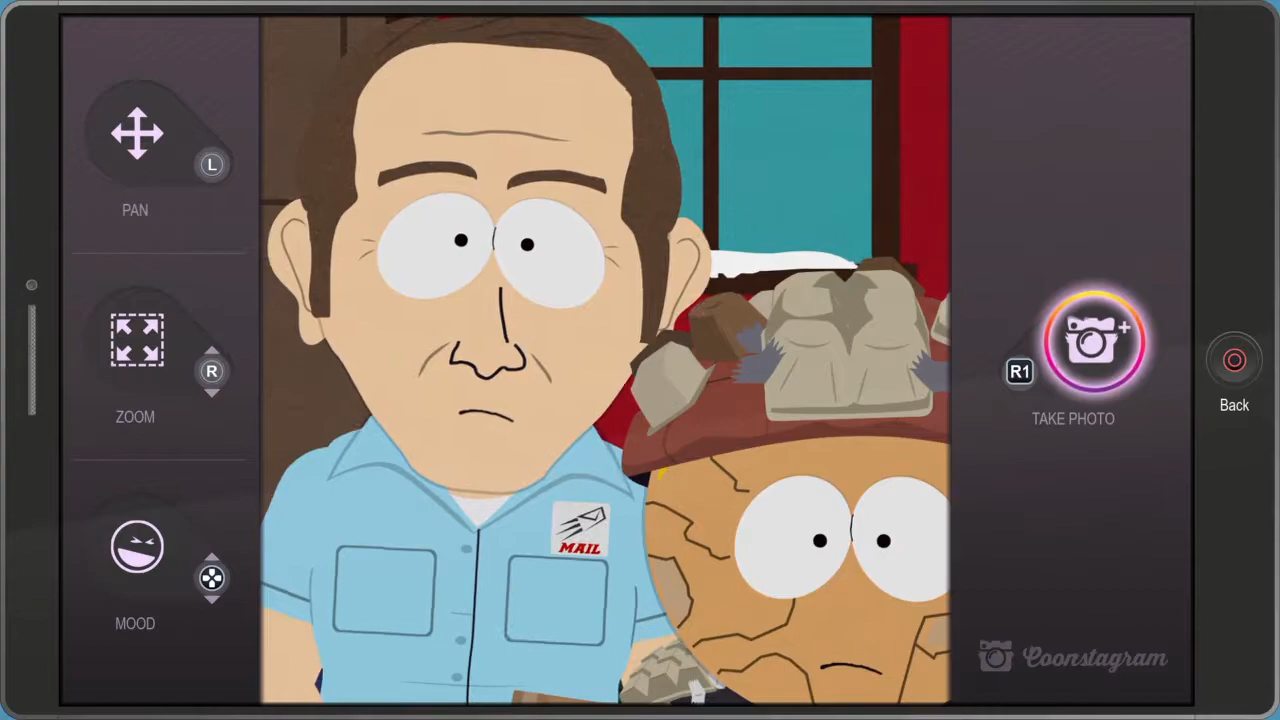 L
PAN
R
ZOOM
MOOD
MAIL
R1
TAKE PHOTO
Back
Coonstagram